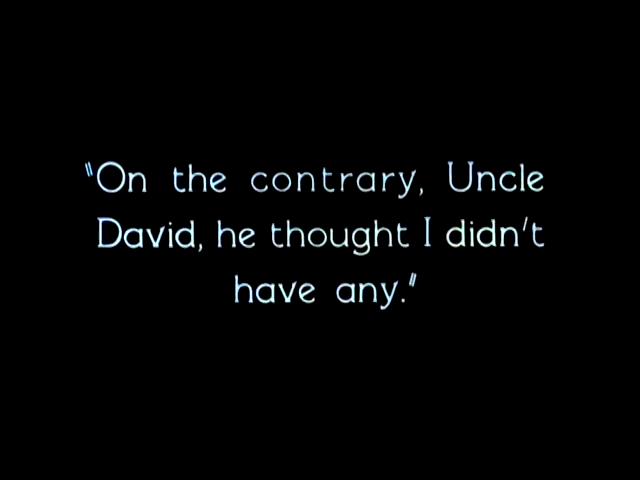 "On the contrary, Uncle
David, he thought I didn't
have any."